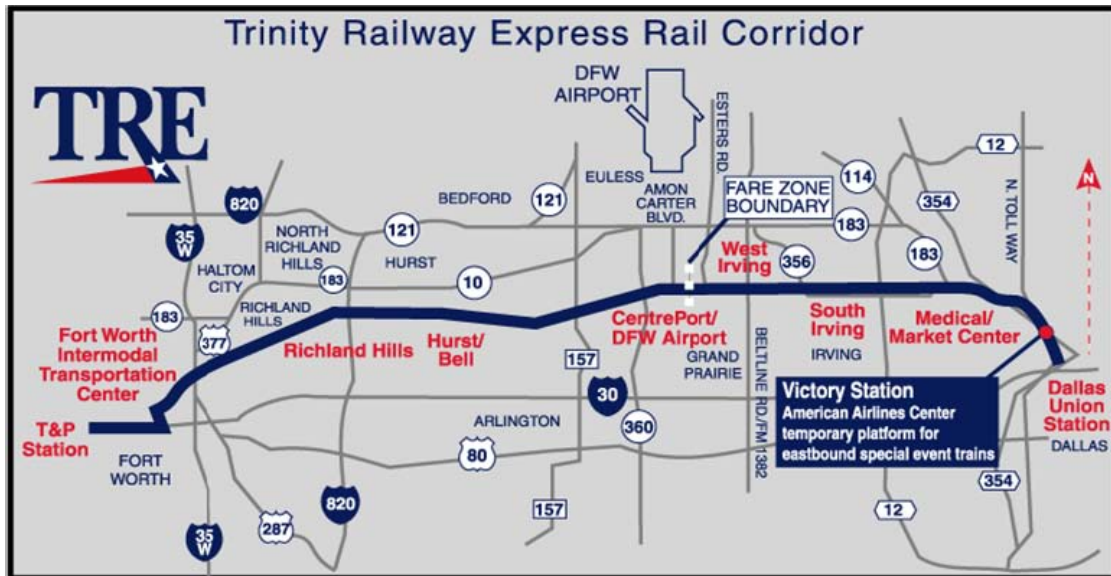 Trinity Railway Express Rail Corridor
TRE
DFW
AIRPORT
ESTERS RD.
N. TOLL WAY
12
N
820
35
W
BEDFORD
121
EULESS
AMON
CARTER
BLVD.
FARE ZONE
BOUNDARY
114
354
NORTH
RICHLAND
HILLS
121
HURST
183
West
Irving
356
183
HALTOM
CITY
183
10
183
RICHLAND
HILLS
377
Fort Worth
Intermodal
Transportation
Center
Richland Hills
Hurst/
Bell
CentrePort/
DFW Airport
South
Irving
Medical/
Market Center
157
GRAND
PRAIRIE
BELTLINE RD./FM 1382
IRVING
30
Victory Station
American Airlines Center
temporary platform for
eastbound special event trains
Dallas
Union
Station
DALLAS
T&P
Station
FORT
WORTH
ARLINGTON
360
80
820
157
354
12
287
35
W